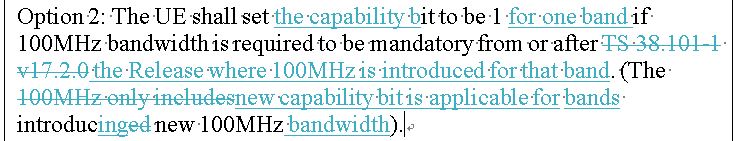 Option 2: The UE shall set the capability bit to be 1 for one band if
100MHz bandwidth is required to be mandatory from or after TS 38.101-1
v17.2.0 the Release where 100MHz is introduced for that band. (The
100MHz only includesnew capability bit is applicable for bands
introducinged new 100MHz bandwidth).